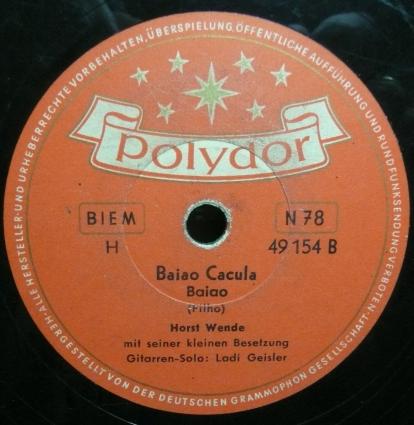 ALLE HERSTELLER- UND URHEBERRECHTE VORBEHALTEN, ÜBERSPIELUNG, ÖFFENTLICHE AUFFÜHRUNG UND RUNDFUNKSENDUNG VERBOTEN.
polydor
BIEM
N 78
H
49 154 B
Baiao Cacula
Baiao
(Filho)
Horst Wende
mit seiner kleinen Besetzung
Gitarren-Solo: Ladi Geisler
HERGESTELLT VON DER DEUTSCHEN GRAMMOPHON GESELLSCHAFT